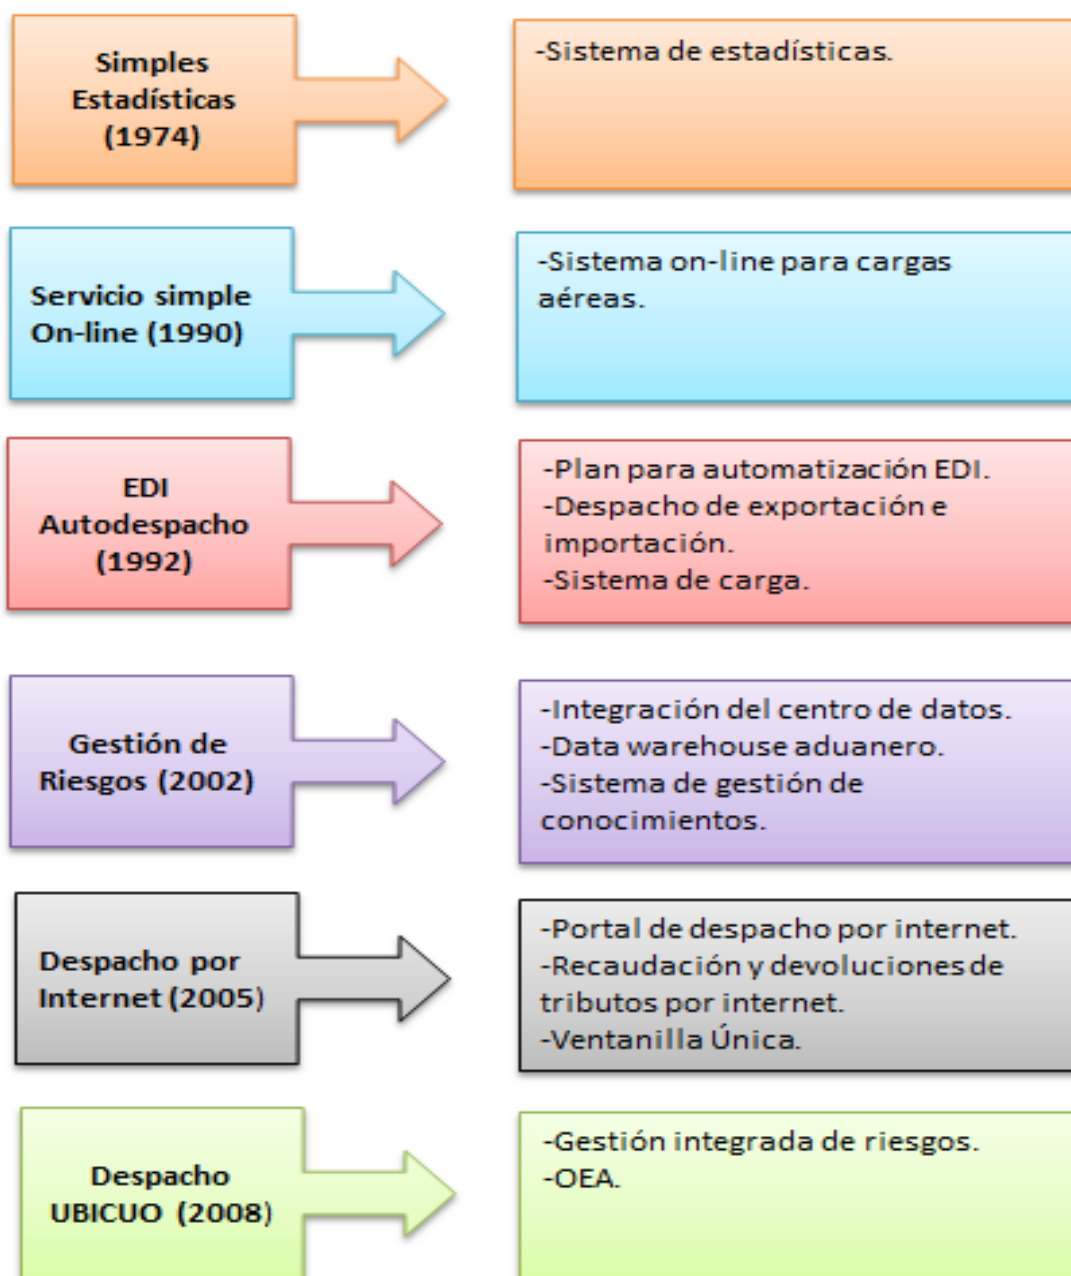 Simples
Estadísticas
(1974)
-Sistema de estadísticas.
Servicio simple
On-line (1990)
-Sistema on-line para cargas
aéreas.
EDI
Autodespacho
(1992)
-Plan para automatización EDI.
-Despacho de exportación e
importación.
-Sistema de carga.
Gestión de
Riesgos (2002)
-Integración del centro de datos.
-Data warehouse aduanero.
-Sistema de gestión de
conocimientos.
Despacho por
Internet (2005)
-Portal de despacho por internet.
-Recaudación y devoluciones de
tributos por internet.
-Ventanilla Única.
Despacho
UBICUO (2008)
-Gestión integrada de riesgos.
-OEA.